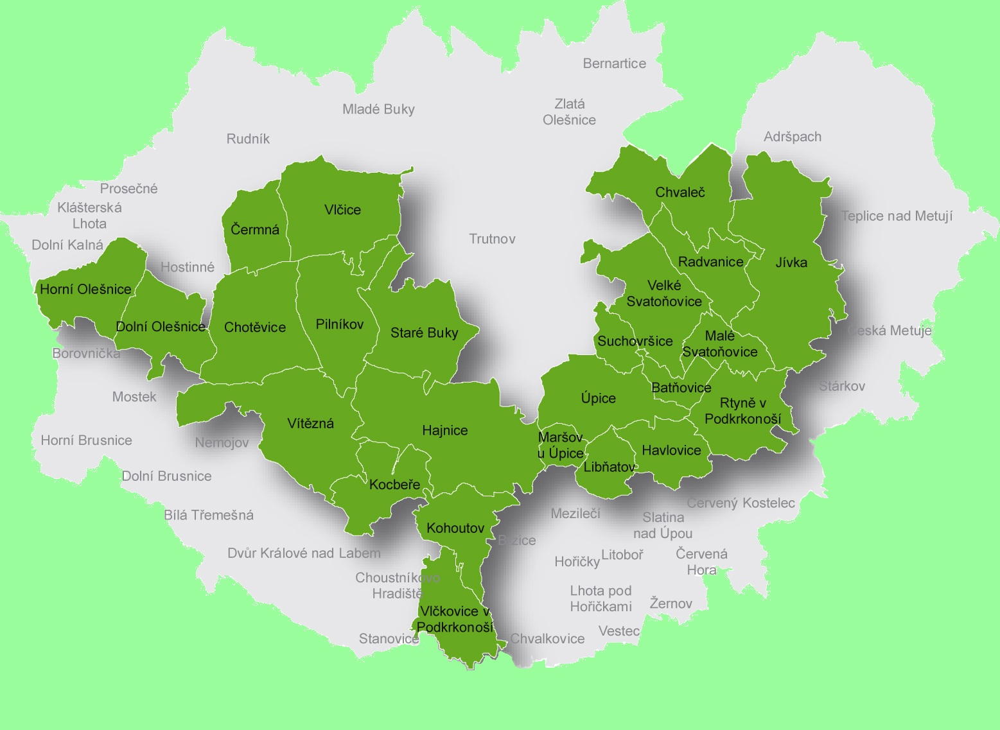 Bernartice
Zlatá
Olešnice
Mladé Buky
Rudník
Adršpach
Prosečné
Klášterská
Lhota
Dolní Kalná
Hostinné
Trutnov
Teplice nad Metují
Chvaleč
Vlčice
Čermná
Radvanice
Jívka
Horní Olešnice
Velké
Svatoňovice
Dolní Olešnice
Chotěvice
Pilníkov
Staré Buky
Suchovršice
Malé
Svatoňovice
Česká Metuje
Borovnička
Mostek
Batňovice
Stárkov
Úpice
Rtyně v
Podkrkonoší
Vítězná
Hajnice
Horní Brusnice
Nemojov
Maršov
u Úpice
Havlovice
Libňatov
Dolní Brusnice
Kocbeře
Bílá Třemešná
Kohoutov
Mezilečí
Slatina
nad Úpou
Červený Kostelec
Brzice
Dvůr Králové nad Labem
Hořičky
Litoboř
Červená
Hora
Choustníkovo
Hradiště
Lhota pod
Hořičkami
Žernov
Vlčkovice v
Podkrkonoší
Stanovice
Chvalkovice
Vestec